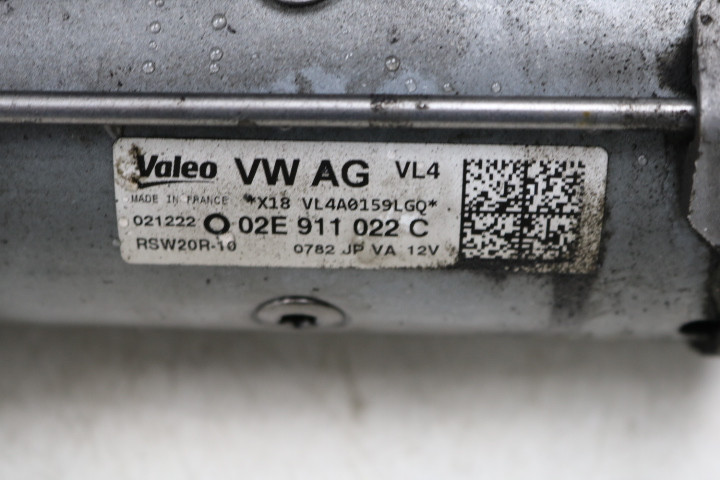 Valeo VW AG VL4
MADE IN FRANCE *X18 VL4A0159LGQ*
021222 O 02E 911 022 C
RSW20R-10 0782 JP VA 12V